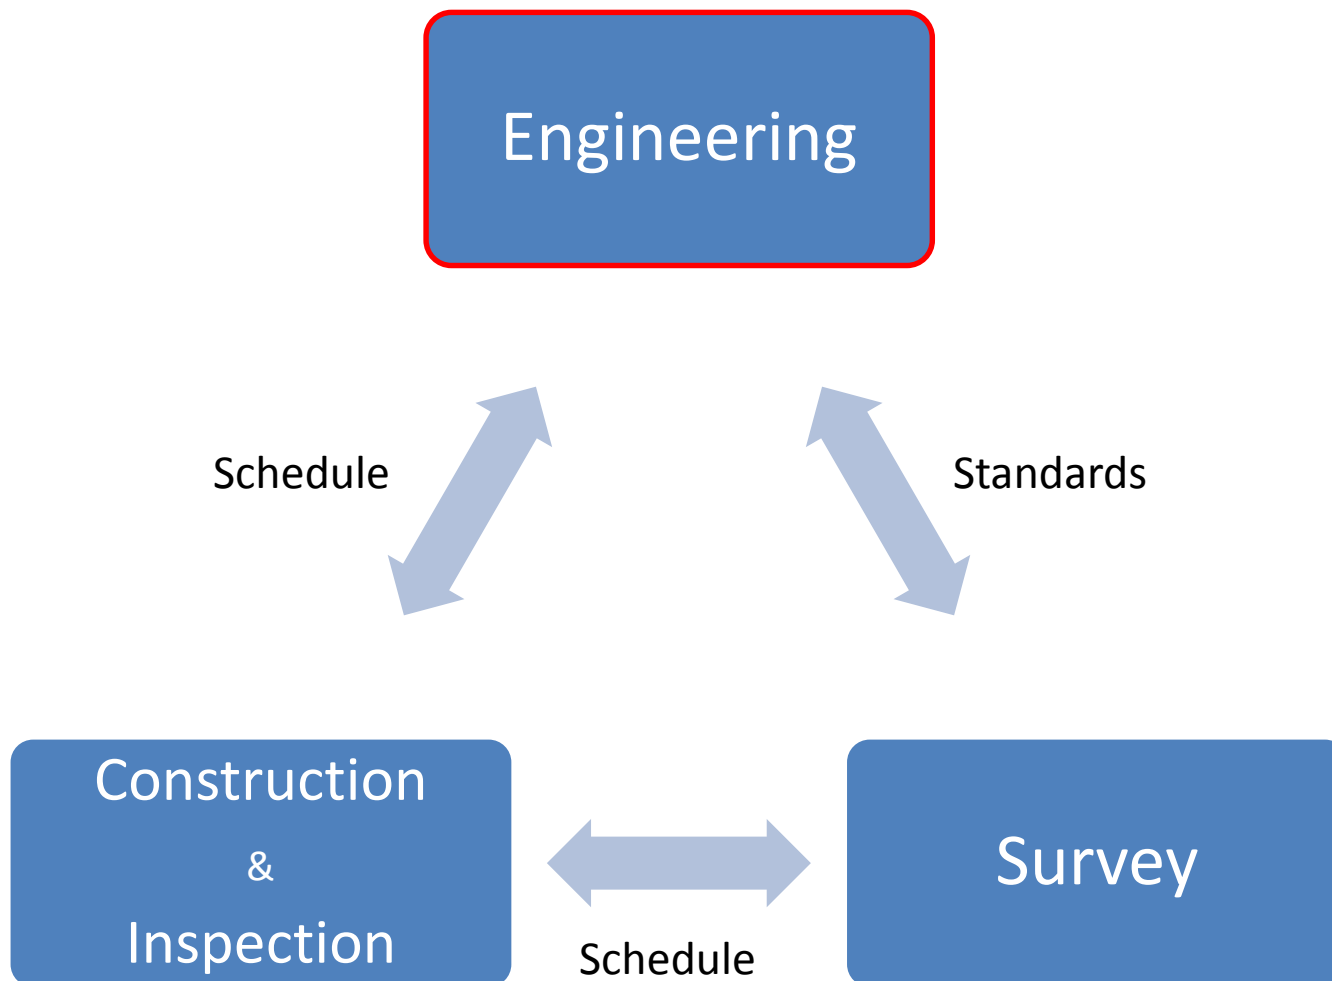 Engineering
Schedule
Standards
Construction
&
Inspection
Survey
Schedule